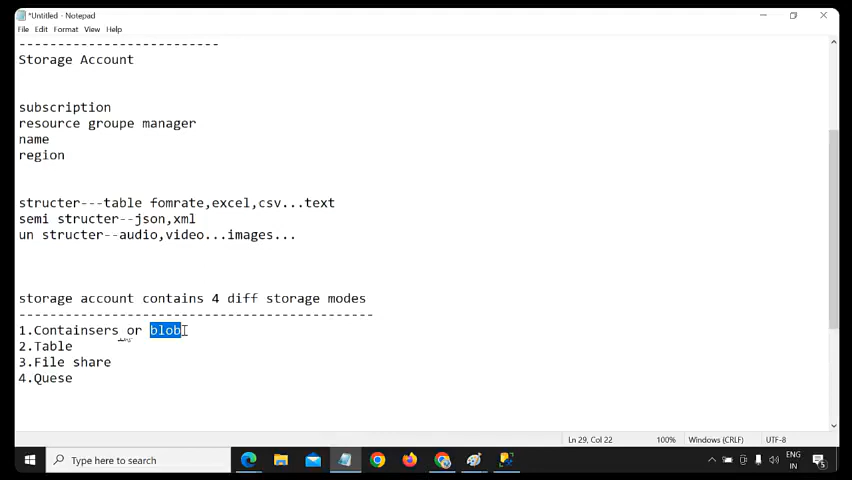 *Untitled - Notepad
File Edit Format View Help
---------------------------
Storage Account
subscription
resource groupe manager
name
region
structer---table fomrate,excel,csv...text
semi structer--json,xml
un structer--audio,video...images...
storage account contains 4 diff storage modes
----------------------------------------------
1.Containsers or blob
2.Table
3.File share
4.Quese
Ln 29, Col 22 100% Windows (CRLF) UTF-8
Type here to search
ENG
IN
5